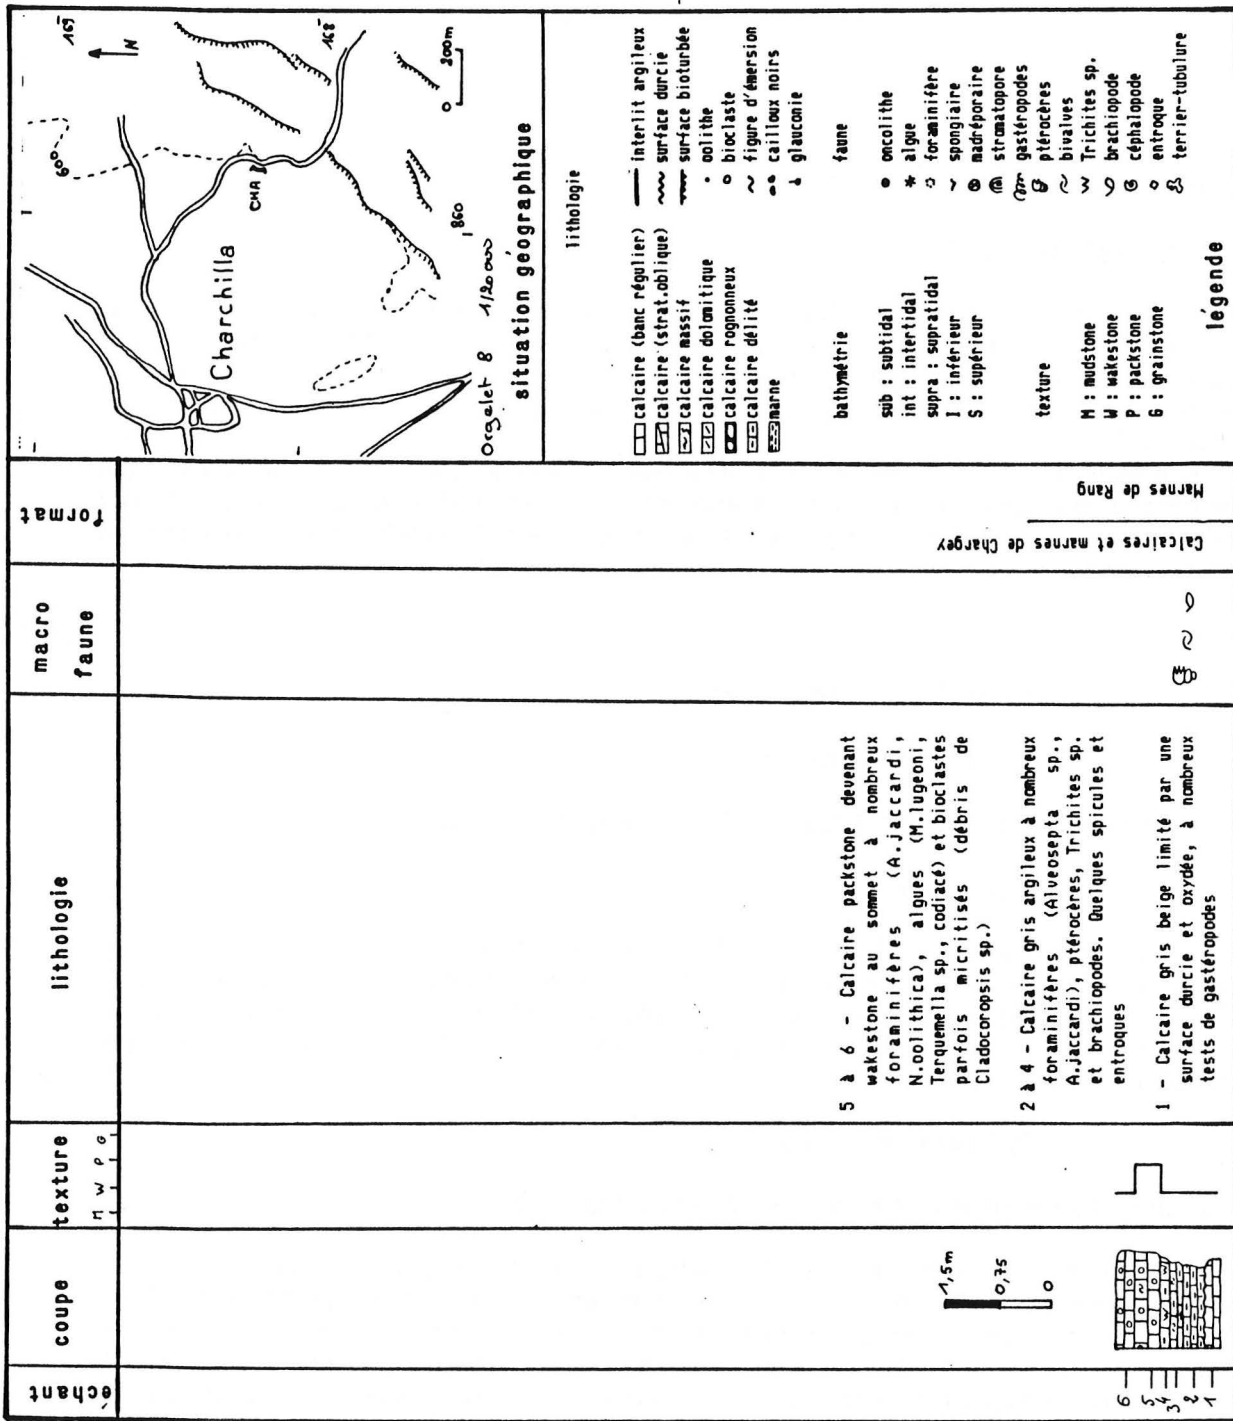 échant
coupe
texture
M W P G
lithologie
macro
faune
format
6
5
4
3
2
1
1,5m
0,75
0
5 à 6 - Calcaire packstone devenant
wakestone au sommet à nombreux
foraminifères (A.jaccardi,
N.oolithica), algues (M.lugeoni,
Terquemella sp., codiacé) et bioclastes
parfois micritisés (débris de
Cladocoropsis sp.)
2 à 4 - Calcaire gris argileux à nombreux
foraminifères (Alveosepta sp.,
A.jaccardi), ptérocères, Trichites sp.
et brachiopodes. Quelques spicules et
entroques
1 - Calcaire gris beige limité par une
surface durcie et oxydée, à nombreux
tests de gastéropodes
Calcaires et marnes de Chargey
Marnes de Rang
169
168
N
600
CHA
Charchilla
860
0 200m
Orgelet 8 1/20000
situation géographique
lithologie
calcaire (banc régulier)
calcaire (strat.oblique)
calcaire massif
calcaire dolomitique
calcaire rognonneux
calcaire délité
marne
interlit argileux
surface durcie
surface bioturbée
oolithe
bioclaste
figure d'émersion
cailloux noirs
glauconie
bathymétrie
sub : subtidal
int : intertidal
supra : supratidal
I : inférieur
S : supérieur
texture
M : mudstone
W : wakestone
P : packstone
G : grainstone
faune
oncolithe
algue
foraminifère
spongiaire
madréporaire
stromatopore
gastéropodes
ptérocères
bivalves
Trichites sp.
brachiopode
céphalopode
entroque
terrier-tubulure
légende